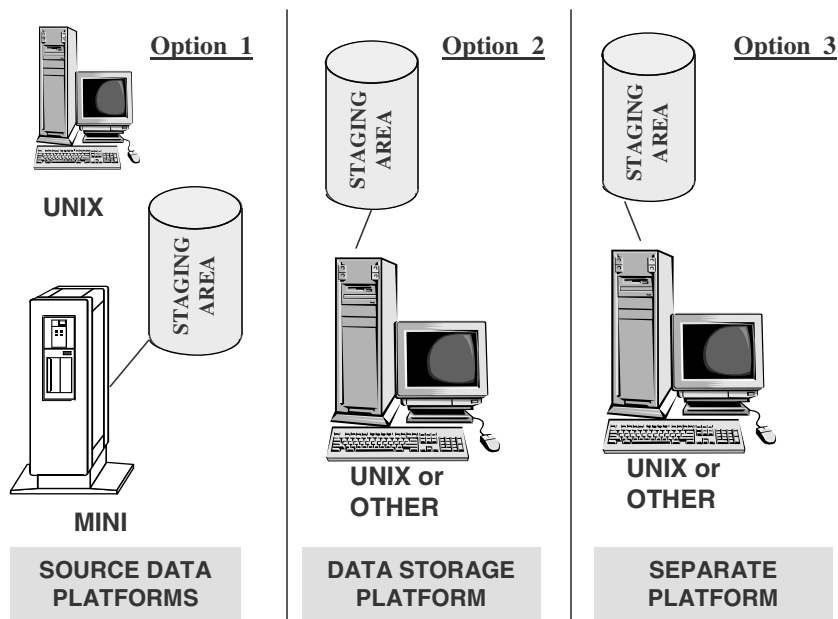 Option 1
UNIX
STAGING
AREA
MINI
SOURCE DATA
PLATFORMS
Option 2
STAGING
AREA
UNIX or
OTHER
DATA STORAGE
PLATFORM
Option 3
STAGING
AREA
UNIX or
OTHER
SEPARATE
PLATFORM